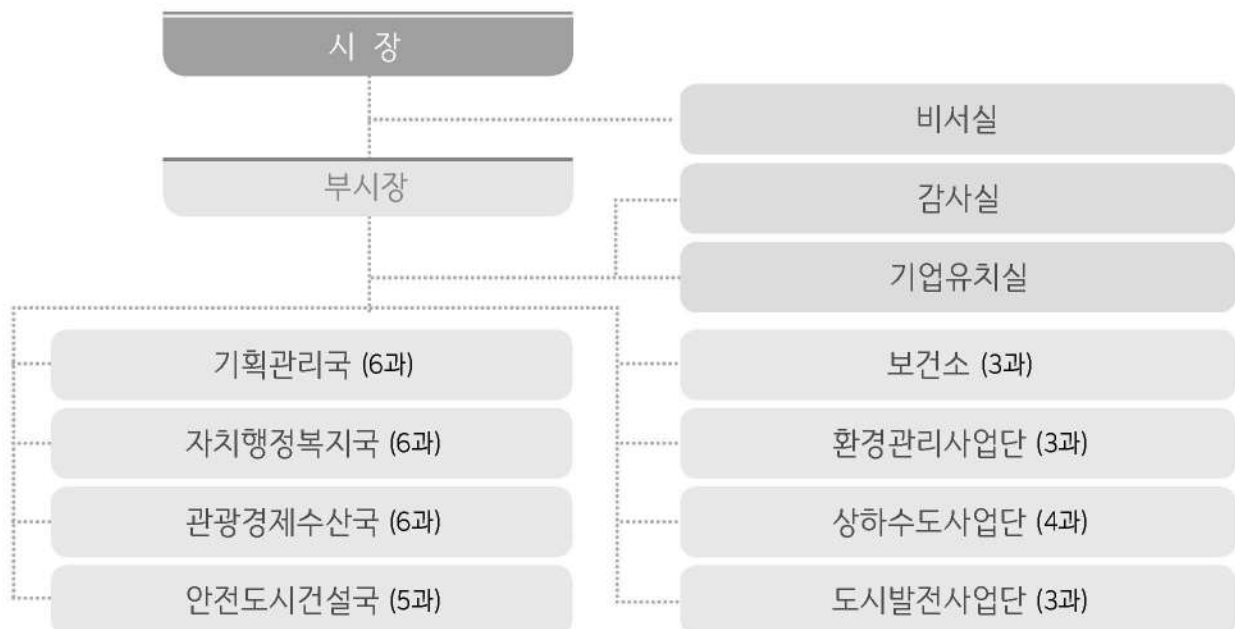 시 장
비서실
부시장
감사실
기업유치실
기획관리국 (6과)
보건소 (3과)
자치행정복지국 (6과)
환경관리사업단 (3과)
관광경제수산국 (6과)
상하수도사업단 (4과)
안전도시건설국 (5과)
도시발전사업단 (3과)